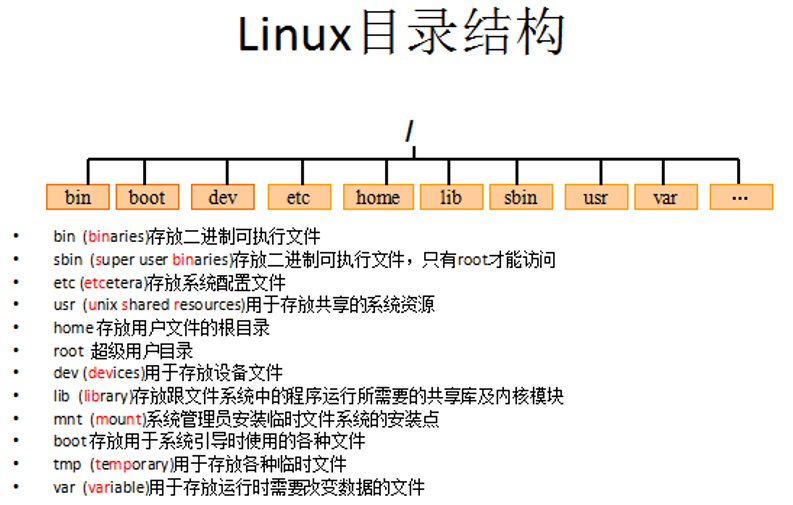 Linux目录结构
/
bin boot dev etc home lib sbin usr var ...
• bin (binaries)存放二进制可执行文件
• sbin (super user binaries)存放二进制可执行文件，只有root才能访问
• etc (etcetera)存放系统配置文件
• usr (unix shared resources)用于存放共享的系统资源
• home 存放用户文件的根目录
• root 超级用户目录
• dev (devices)用于存放设备文件
• lib (library)存放跟文件系统中的程序运行所需要的共享库及内核模块
• mnt (mount)系统管理员安装临时文件系统的安装点
• boot 存放用于系统引导时使用的各种文件
• tmp (temporary)用于存放各种临时文件
• var (variable)用于存放运行时需要改变数据的文件